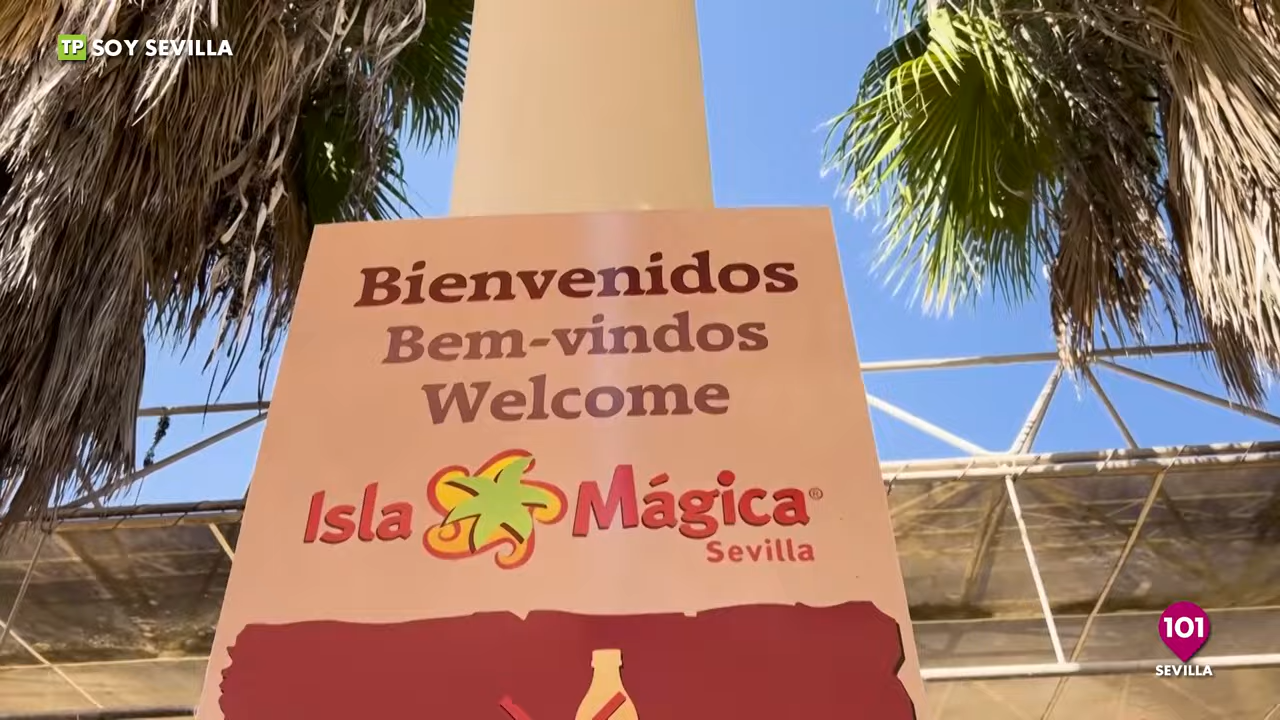 TP SOY SEVILLA
Bienvenidos
Bem-vindos
Welcome
Isla Mágica®
Sevilla
101
SEVILLA